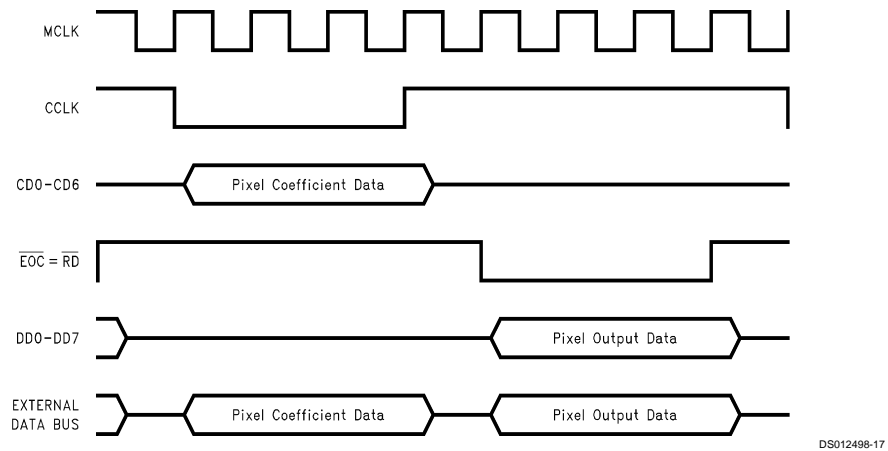 MCLK
CCLK
CD0-CD6
Pixel Coefficient Data
EOC = RD
DD0-DD7
Pixel Output Data
EXTERNAL
DATA BUS
Pixel Coefficient Data
Pixel Output Data
DS012498-17